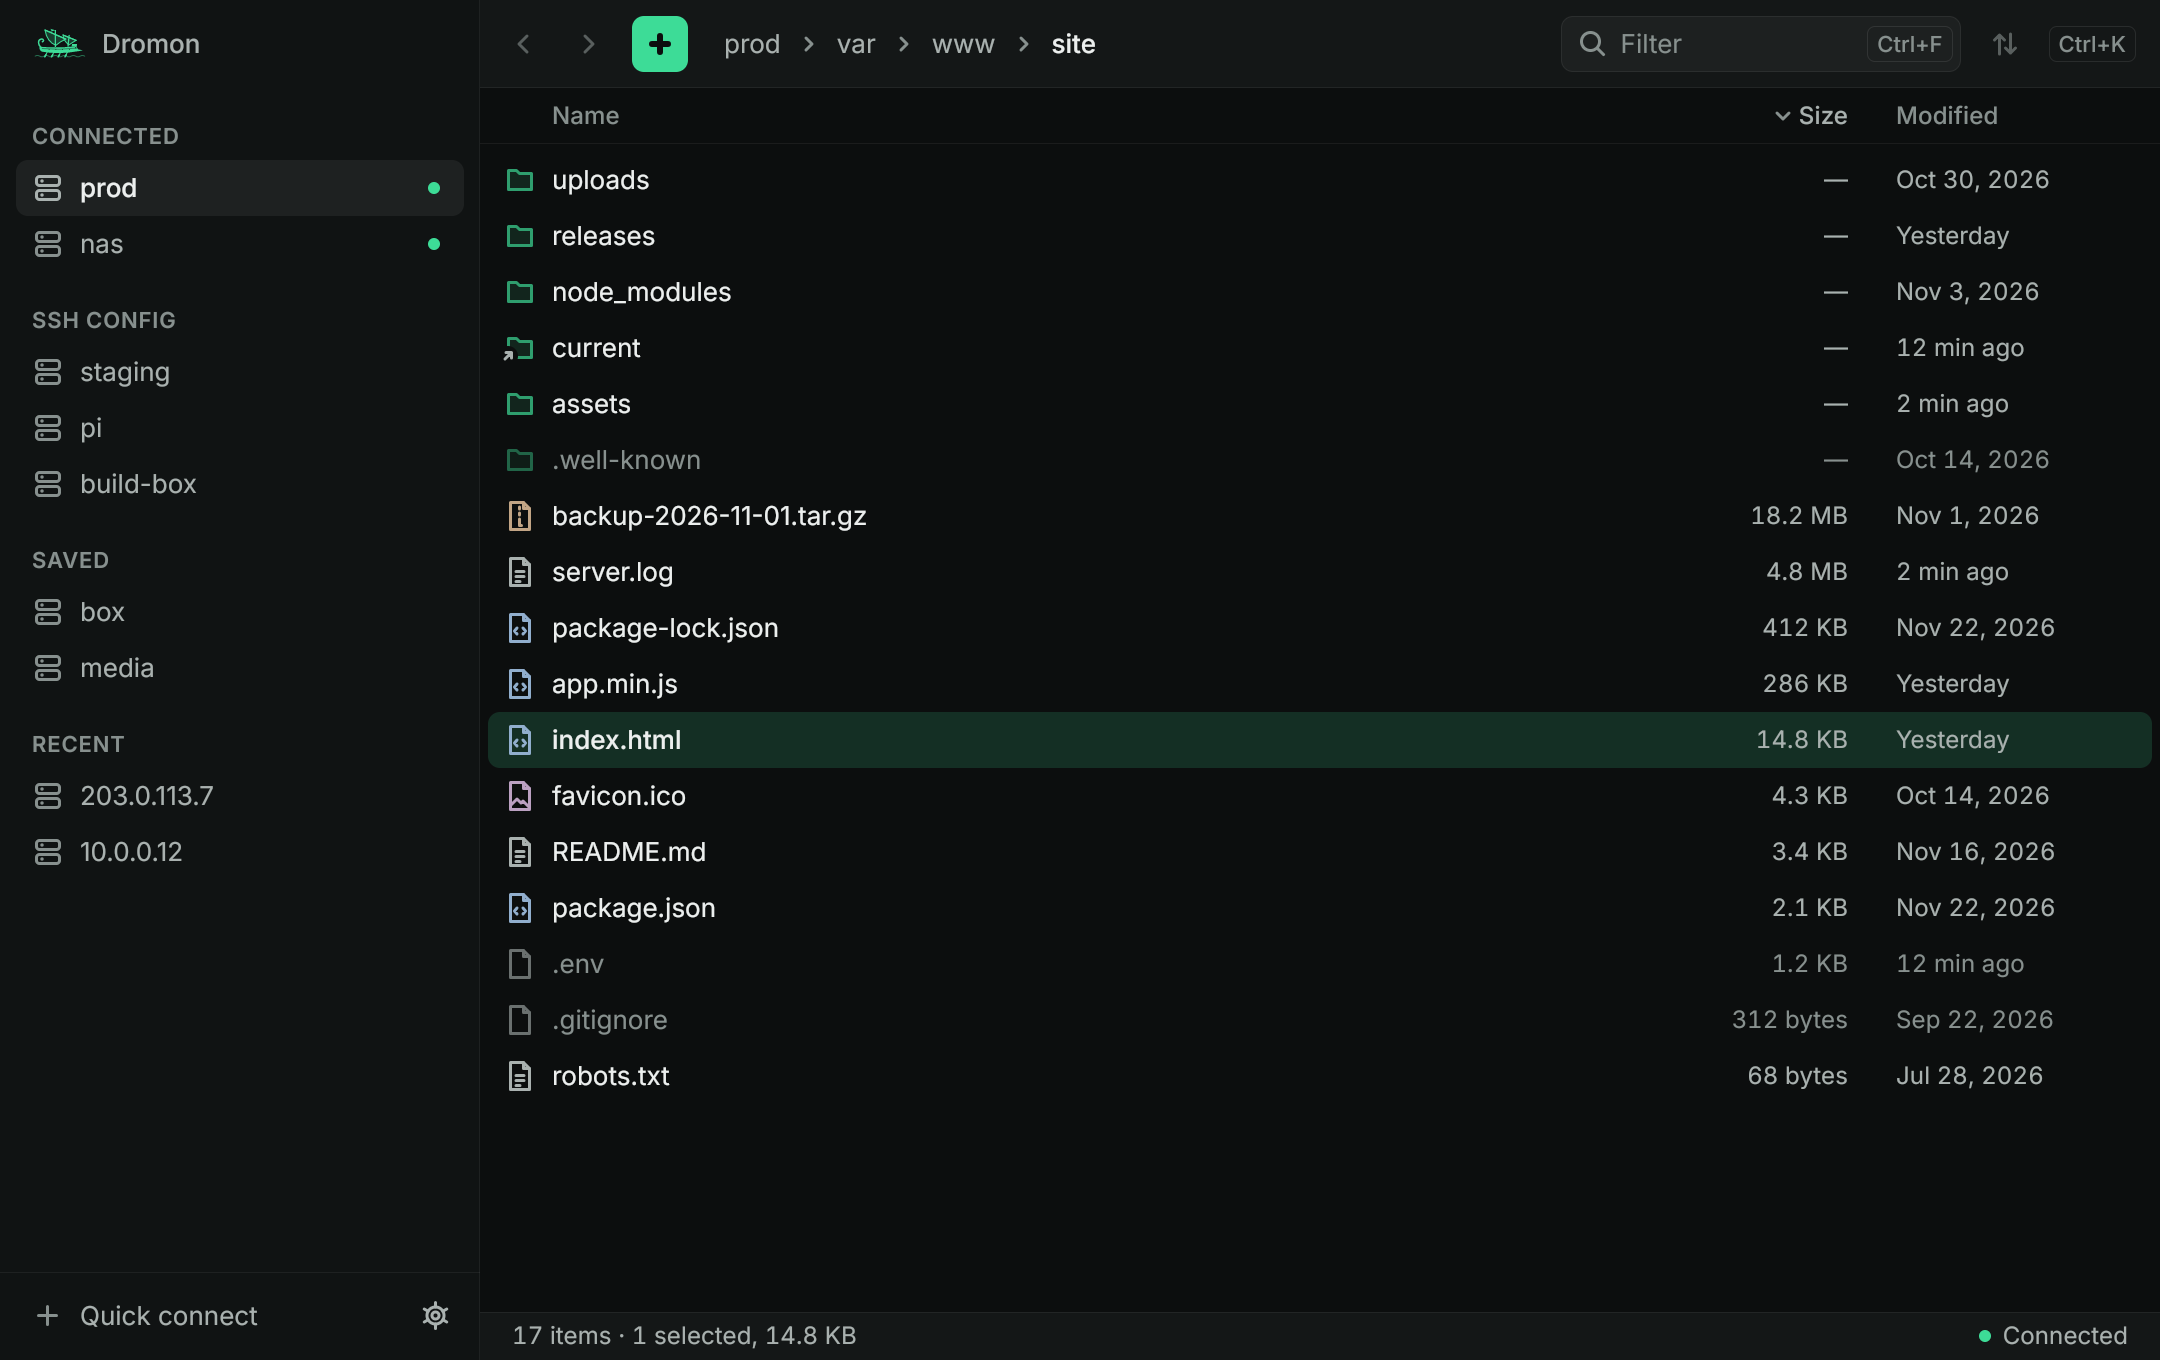 Dromon
CONNECTED
prod
nas
SSH CONFIG
staging
pi
build-box
SAVED
box
media
RECENT
203.0.113.7
10.0.0.12
Quick connect
prod > var > www > site
Filter Ctrl+F Ctrl+K
Name Size Modified
uploads — Oct 30, 2026
releases — Yesterday
node_modules — Nov 3, 2026
current — 12 min ago
assets — 2 min ago
.well-known — Oct 14, 2026
backup-2026-11-01.tar.gz 18.2 MB Nov 1, 2026
server.log 4.8 MB 2 min ago
package-lock.json 412 KB Nov 22, 2026
app.min.js 286 KB Yesterday
index.html 14.8 KB Yesterday
favicon.ico 4.3 KB Oct 14, 2026
README.md 3.4 KB Nov 16, 2026
package.json 2.1 KB Nov 22, 2026
.env 1.2 KB 12 min ago
.gitignore 312 bytes Sep 22, 2026
robots.txt 68 bytes Jul 28, 2026
17 items · 1 selected, 14.8 KB Connected